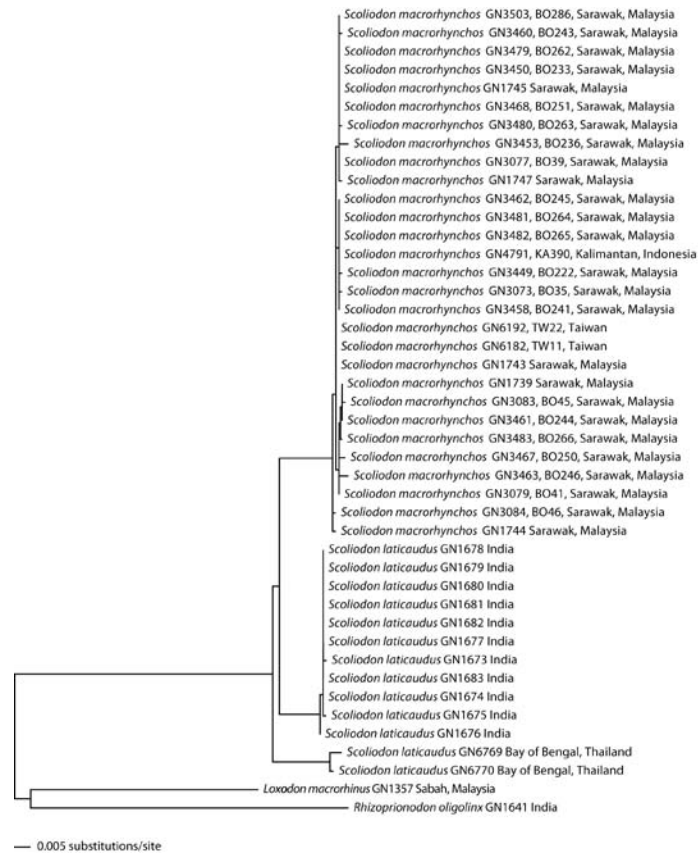 Scoliodon macrorhynchos GN3503, BO286, Sarawak, Malaysia
Scoliodon macrorhynchos GN3460, BO243, Sarawak, Malaysia
Scoliodon macrorhynchos GN3479, BO262, Sarawak, Malaysia
Scoliodon macrorhynchos GN3450, BO233, Sarawak, Malaysia
Scoliodon macrorhynchos GN1745 Sarawak, Malaysia
Scoliodon macrorhynchos GN3468, BO251, Sarawak, Malaysia
Scoliodon macrorhynchos GN3480, BO263, Sarawak, Malaysia
Scoliodon macrorhynchos GN3453, BO236, Sarawak, Malaysia
Scoliodon macrorhynchos GN3077, BO39, Sarawak, Malaysia
Scoliodon macrorhynchos GN1747 Sarawak, Malaysia
Scoliodon macrorhynchos GN3462, BO245, Sarawak, Malaysia
Scoliodon macrorhynchos GN3481, BO264, Sarawak, Malaysia
Scoliodon macrorhynchos GN3482, BO265, Sarawak, Malaysia
Scoliodon macrorhynchos GN4791, KA390, Kalimantan, Indonesia
Scoliodon macrorhynchos GN3449, BO222, Sarawak, Malaysia
Scoliodon macrorhynchos GN3073, BO35, Sarawak, Malaysia
Scoliodon macrorhynchos GN3458, BO241, Sarawak, Malaysia
Scoliodon macrorhynchos GN6192, TW22, Taiwan
Scoliodon macrorhynchos GN6182, TW11, Taiwan
Scoliodon macrorhynchos GN1743 Sarawak, Malaysia
Scoliodon macrorhynchos GN1739 Sarawak, Malaysia
Scoliodon macrorhynchos GN3083, BO45, Sarawak, Malaysia
Scoliodon macrorhynchos GN3461, BO244, Sarawak, Malaysia
Scoliodon macrorhynchos GN3483, BO266, Sarawak, Malaysia
Scoliodon macrorhynchos GN3467, BO250, Sarawak, Malaysia
Scoliodon macrorhynchos GN3463, BO246, Sarawak, Malaysia
Scoliodon macrorhynchos GN3079, BO41, Sarawak, Malaysia
Scoliodon macrorhynchos GN3084, BO46, Sarawak, Malaysia
Scoliodon macrorhynchos GN1744 Sarawak, Malaysia
Scoliodon laticaudus GN1678 India
Scoliodon laticaudus GN1679 India
Scoliodon laticaudus GN1680 India
Scoliodon laticaudus GN1681 India
Scoliodon laticaudus GN1682 India
Scoliodon laticaudus GN1677 India
Scoliodon laticaudus GN1673 India
Scoliodon laticaudus GN1683 India
Scoliodon laticaudus GN1674 India
Scoliodon laticaudus GN1675 India
Scoliodon laticaudus GN1676 India
Scoliodon laticaudus GN6769 Bay of Bengal, Thailand
Scoliodon laticaudus GN6770 Bay of Bengal, Thailand
Loxodon macrorhinus GN1357 Sabah, Malaysia
Rhizoprionodon oligolinx GN1641 India
0.005 substitutions/site